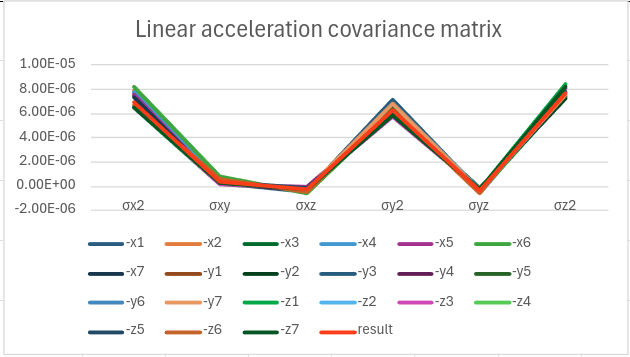 Linear acceleration covariance matrix
1.00E-05
8.00E-06
6.00E-06
4.00E-06
2.00E-06
0.00E+00
-2.00E-06
σx2 σxy σxz σy2 σyz σz2
-x1 -x2 -x3 -x4 -x5 -x6
-x7 -y1 -y2 -y3 -y4 -y5
-y6 -y7 -z1 -z2 -z3 -z4
-z5 -z6 -z7 result